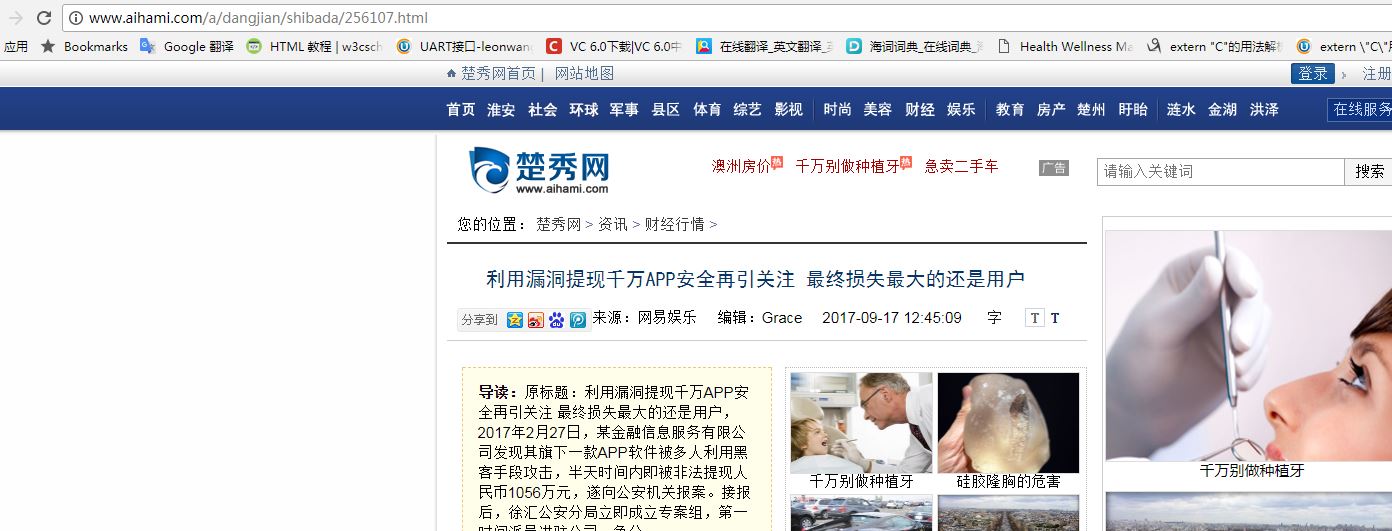 www.aihami.com/a/dangjian/shibada/256107.html
应用 Bookmarks Google 翻译 HTML 教程 | w3csch UART接口-leonwang VC 6.0下载|VC 6.0中 在线翻译_英文翻译_ 海词词典_在线词典_ Health Wellness Ma extern "C"的用法解 extern \"C\"
楚秀网首页 | 网站地图 登录 › 注册
首页 淮安 社会 环球 军事 县区 体育 综艺 影视 时尚 美容 财经 娱乐 教育 房产 楚州 盱眙 涟水 金湖 洪泽 在线服务
楚秀网
www.aihami.com
澳洲房价 热 千万别做种植牙 热 急卖二手车 广告 请输入关键词 搜索
您的位置： 楚秀网 > 资讯 > 财经行情 >
利用漏洞提现千万APP安全再引关注 最终损失最大的还是用户
分享到 来源：网易娱乐 编辑：Grace 2017-09-17 12:45:09 字 T T
导读：原标题：利用漏洞提现千万APP安
全再引关注 最终损失最大的还是用户，
2017年2月27日，某金融信息服务有限公
司发现其旗下一款APP软件被多人利用黑
客手段攻击，半天时间内即被非法提现人
民币1056万元，遂向公安机关报案。接报
后，徐汇公安分局立即成立专案组，第一
时间派员进驻公司，争分
千万别做种植牙 硅胶隆胸的危害
千万别做种植牙